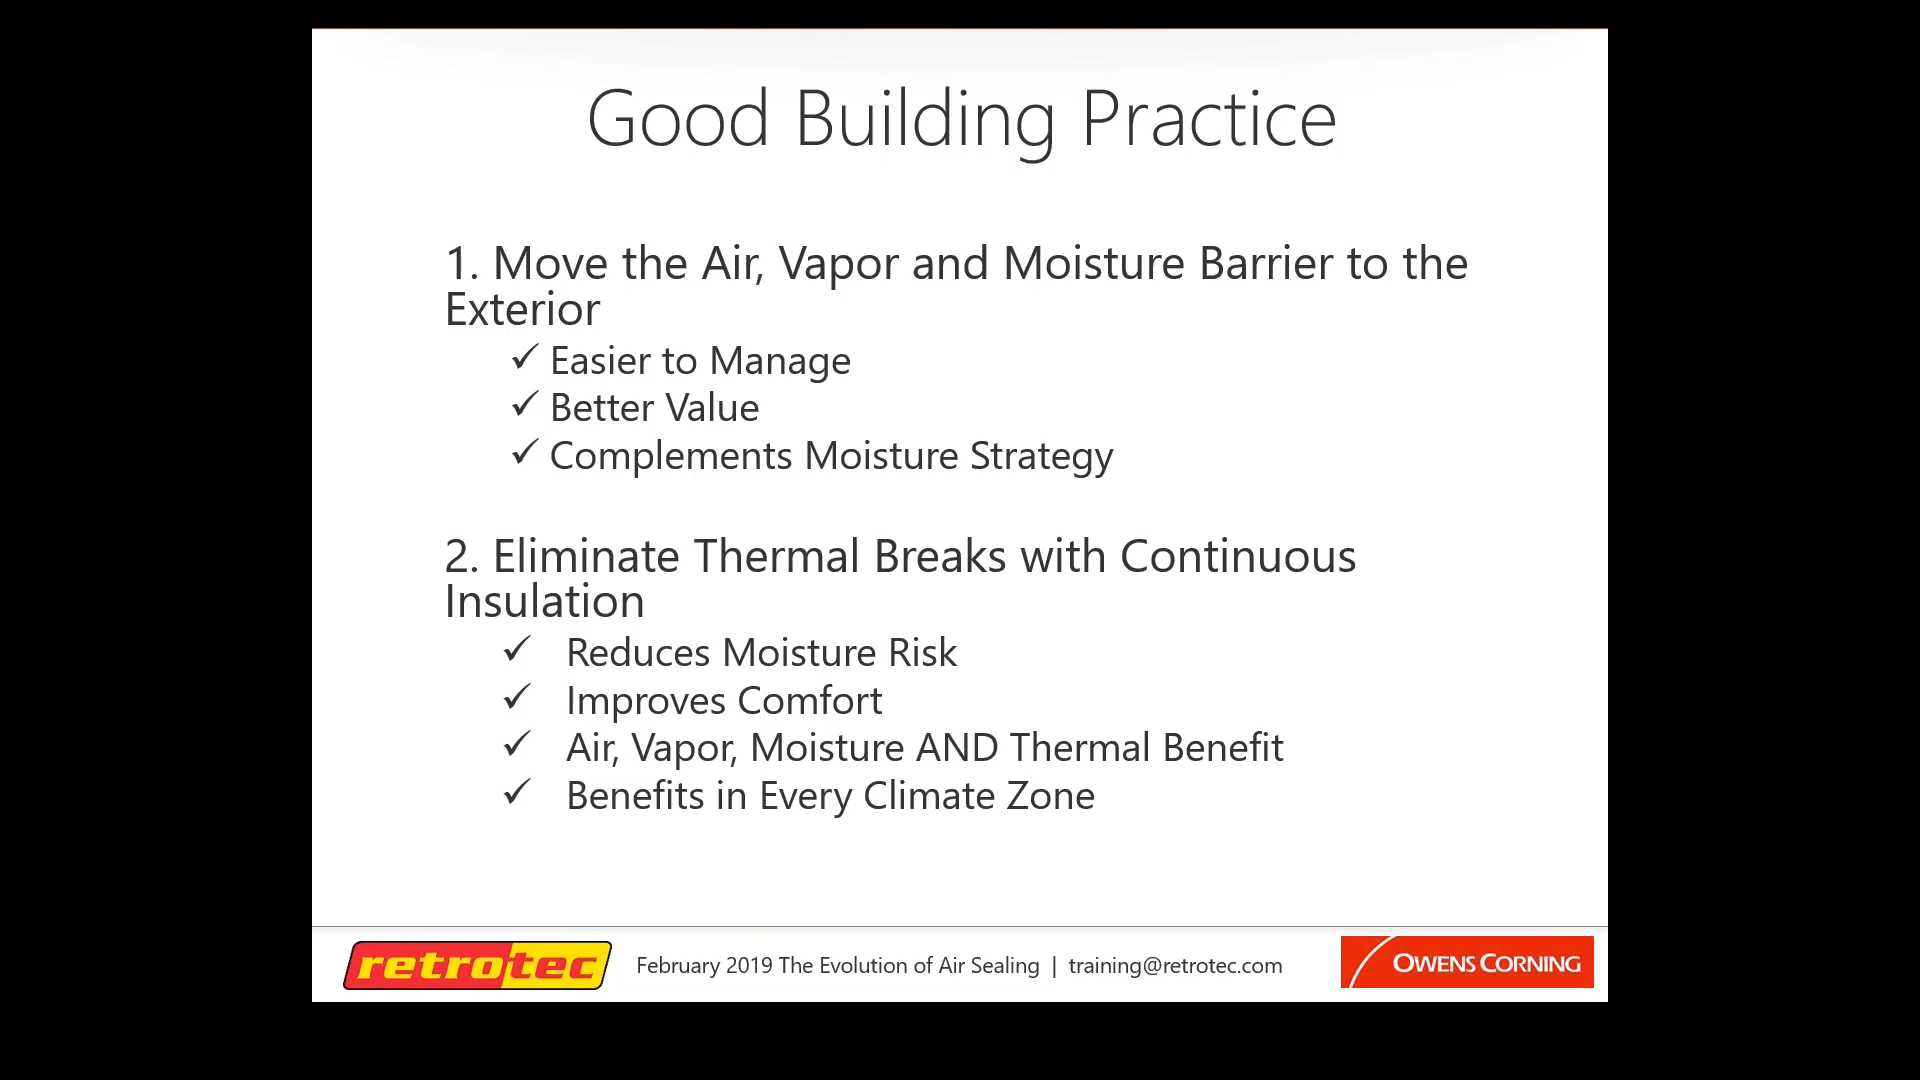 Good Building Practice
1. Move the Air, Vapor and Moisture Barrier to the
Exterior
✓ Easier to Manage
✓ Better Value
✓ Complements Moisture Strategy
2. Eliminate Thermal Breaks with Continuous
Insulation
✓ Reduces Moisture Risk
✓ Improves Comfort
✓ Air, Vapor, Moisture AND Thermal Benefit
✓ Benefits in Every Climate Zone
retrotec
February 2019 The Evolution of Air Sealing | training@retrotec.com
OWENS CORNING